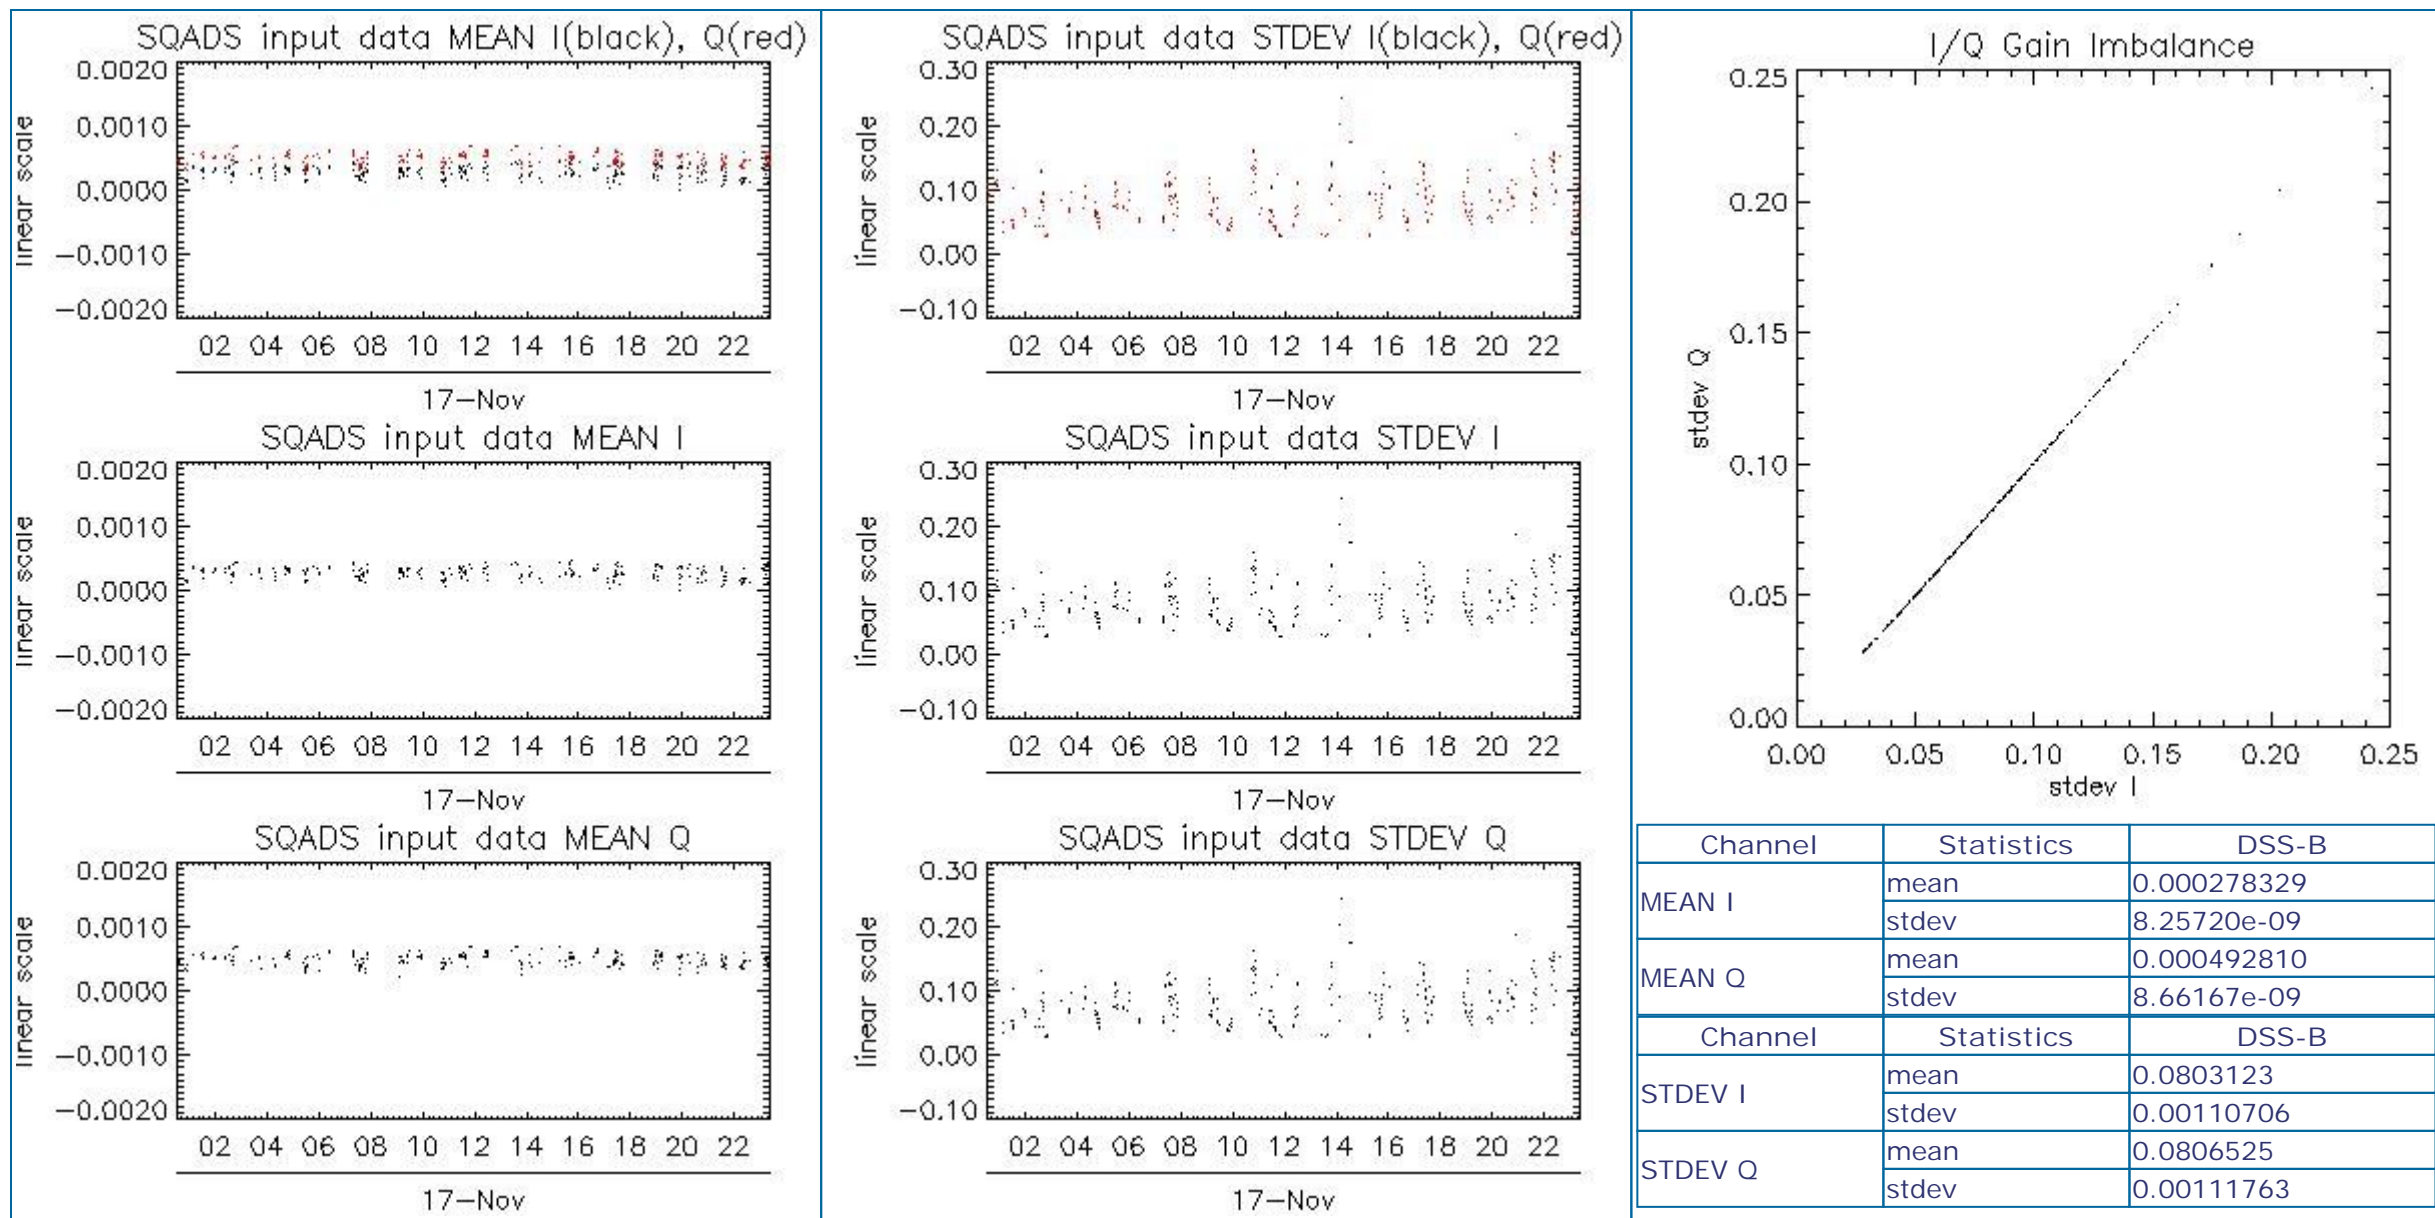 SQADS input data MEAN I(black), Q(red)
0.0020
0.0010
0.0000
-0.0010
-0.0020
linear scale
02 04 06 08 10 12 14 16 18 20 22
17-Nov
SQADS input data MEAN I
0.0020
0.0010
0.0000
-0.0010
-0.0020
linear scale
02 04 06 08 10 12 14 16 18 20 22
17-Nov
SQADS input data MEAN Q
0.0020
0.0010
0.0000
-0.0010
-0.0020
linear scale
02 04 06 08 10 12 14 16 18 20 22
17-Nov
SQADS input data STDEV I(black), Q(red)
0.30
0.20
0.10
0.00
-0.10
linear scale
02 04 06 08 10 12 14 16 18 20 22
17-Nov
SQADS input data STDEV I
0.30
0.20
0.10
0.00
-0.10
linear scale
02 04 06 08 10 12 14 16 18 20 22
17-Nov
SQADS input data STDEV Q
0.30
0.20
0.10
0.00
-0.10
linear scale
02 04 06 08 10 12 14 16 18 20 22
17-Nov
I/Q Gain Imbalance
0.25
0.20
0.15
0.10
0.05
0.00
stdev Q
0.00 0.05 0.10 0.15 0.20 0.25
stdev I
Channel Statistics DSS-B
MEAN I mean 0.000278329
stdev 8.25720e-09
MEAN Q mean 0.000492810
stdev 8.66167e-09
Channel Statistics DSS-B
STDEV I mean 0.0803123
stdev 0.00110706
STDEV Q mean 0.0806525
stdev 0.00111763